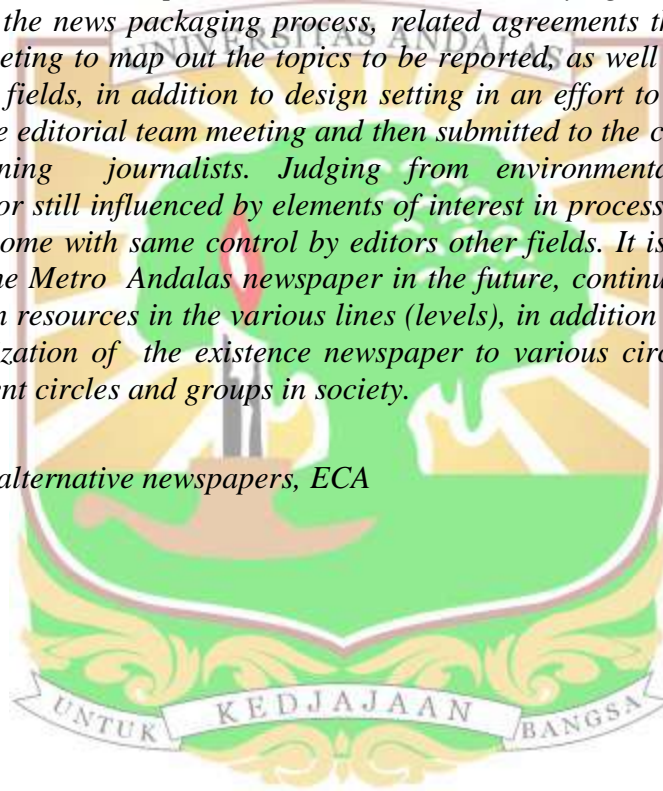 the news packaging process, related agreements th
UNIVERSITAS ANDALAS
eting to map out the topics to be reported, as well
fields, in addition to design setting in an effort to
e editorial team meeting and then submitted to the c
ning journalists. Judging from environmenta
or still influenced by elements of interest in process
ome with same control by editors other fields. It is
he Metro Andalas newspaper in the future, continu
n resources in the various lines (levels), in addition
zation of the existence newspaper to various circ
ent circles and groups in society.
alternative newspapers, ECA
UNTUK KEDJAJAAN BANGSA